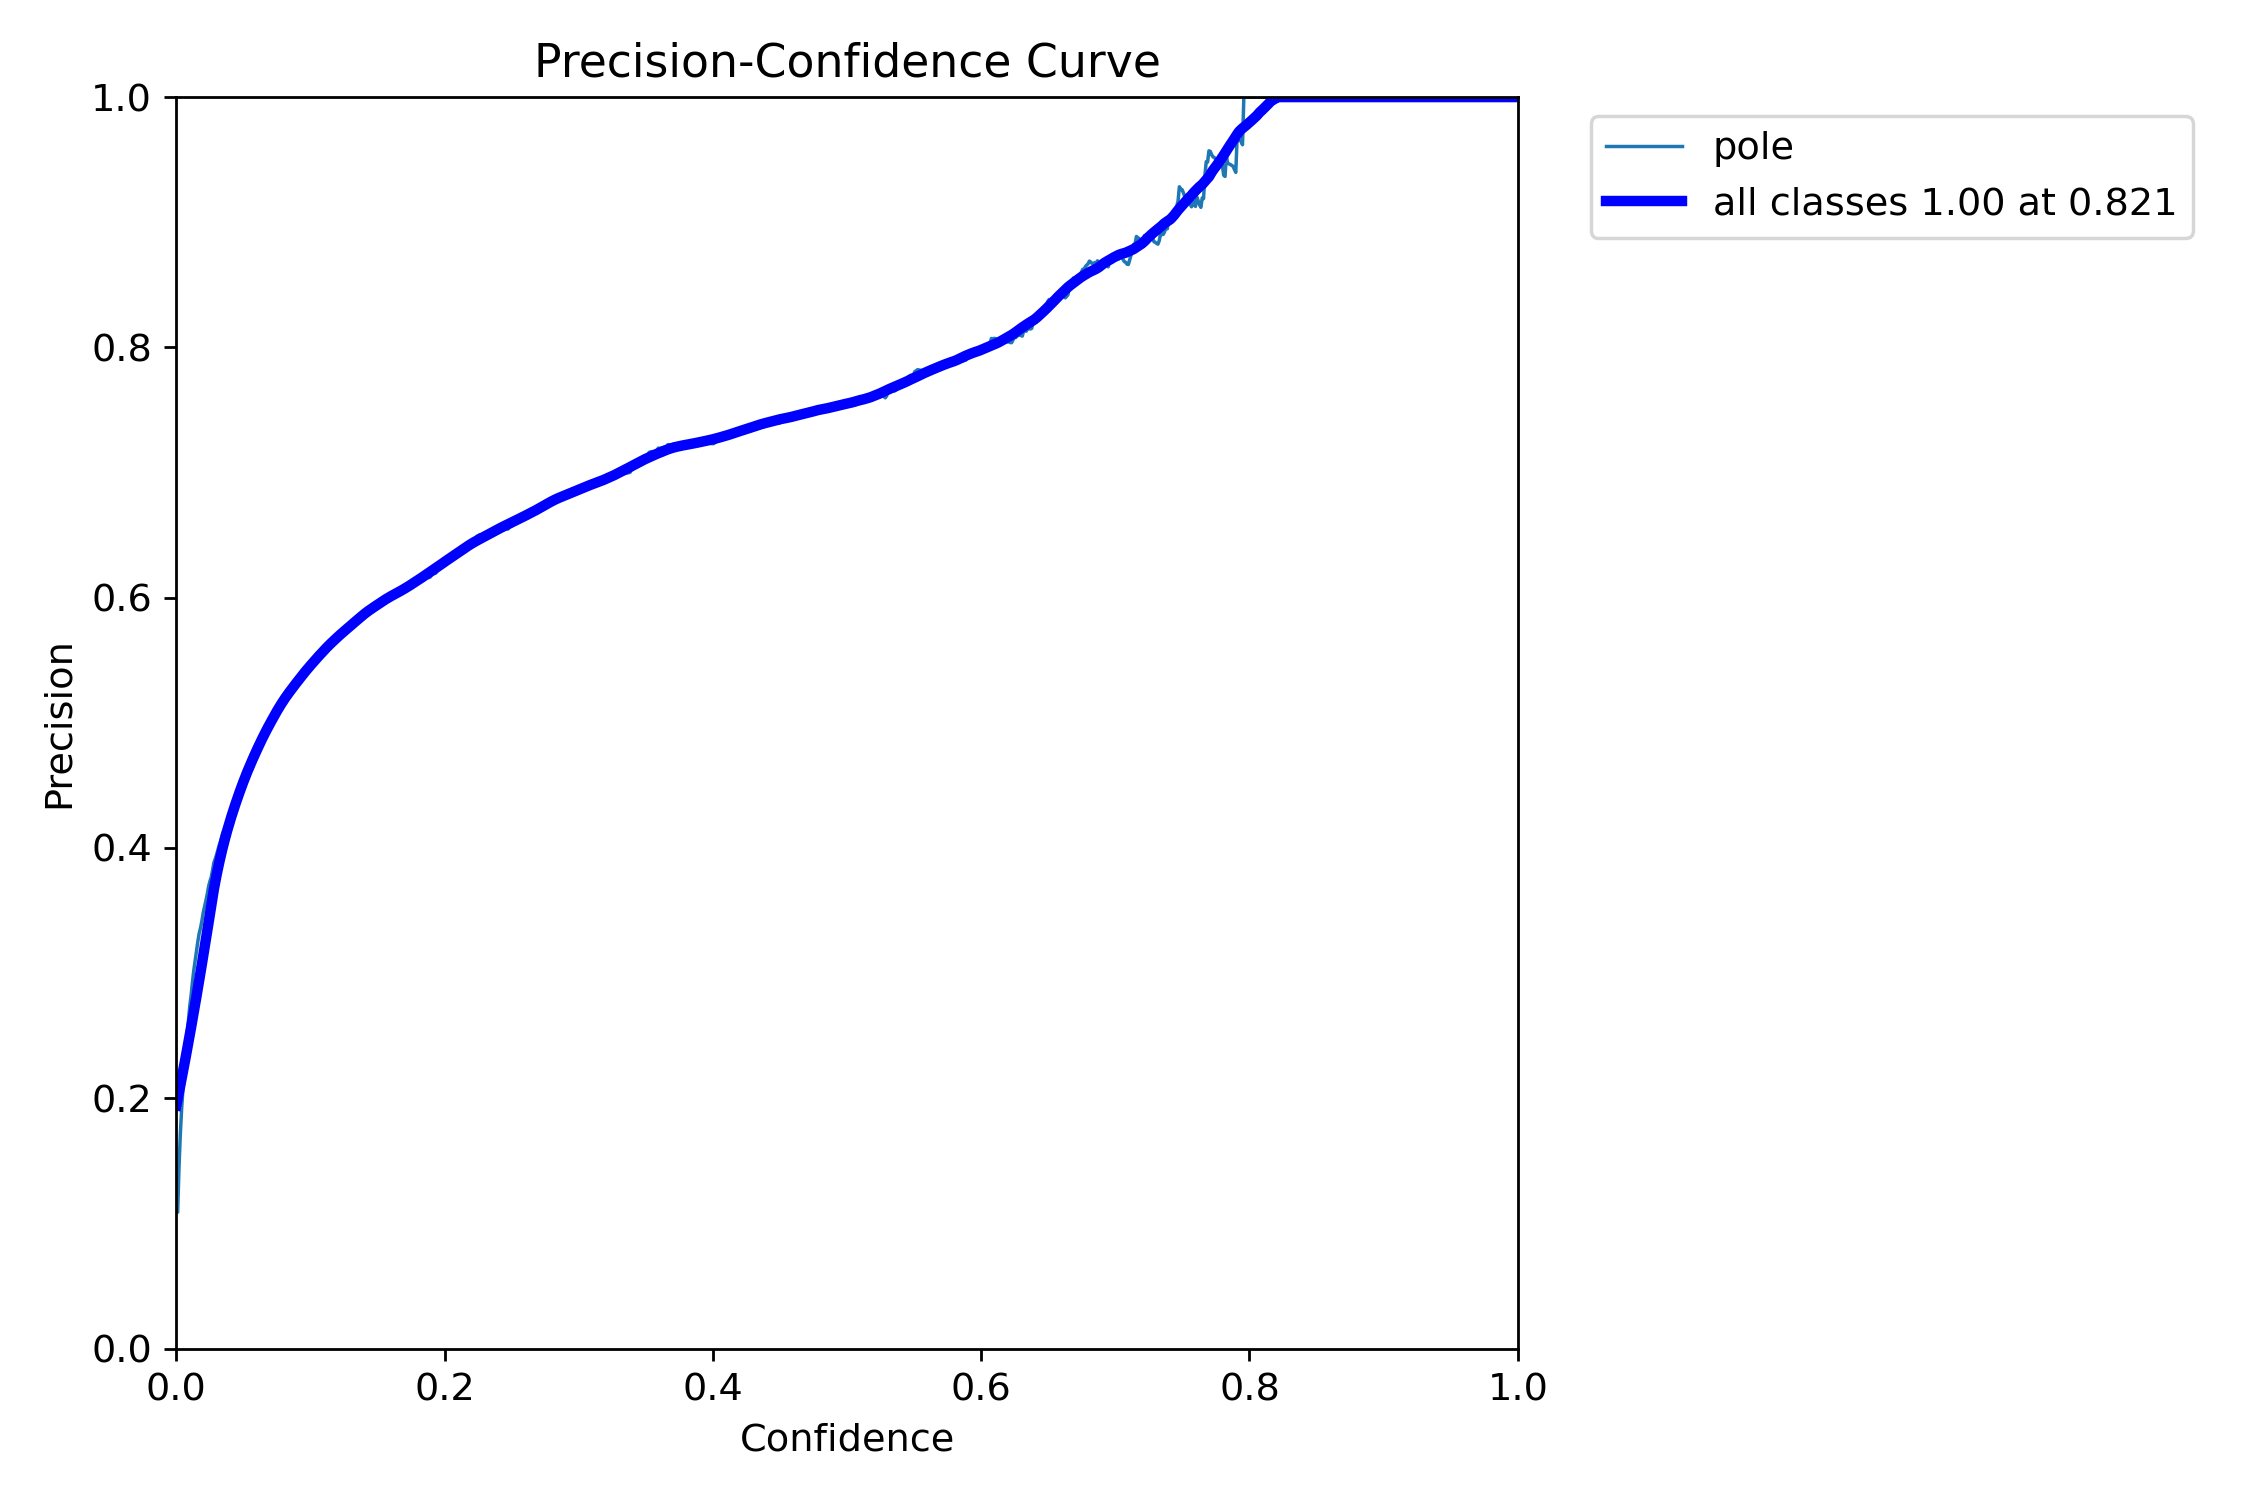 Precision-Confidence Curve
1.0
0.8
0.6
0.4
0.2
0.0
Precision
0.0 0.2 0.4 0.6 0.8 1.0
Confidence
pole
all classes 1.00 at 0.821